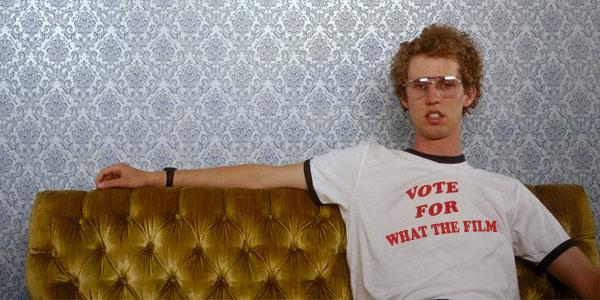 VOTE
FOR
WHAT THE FILM